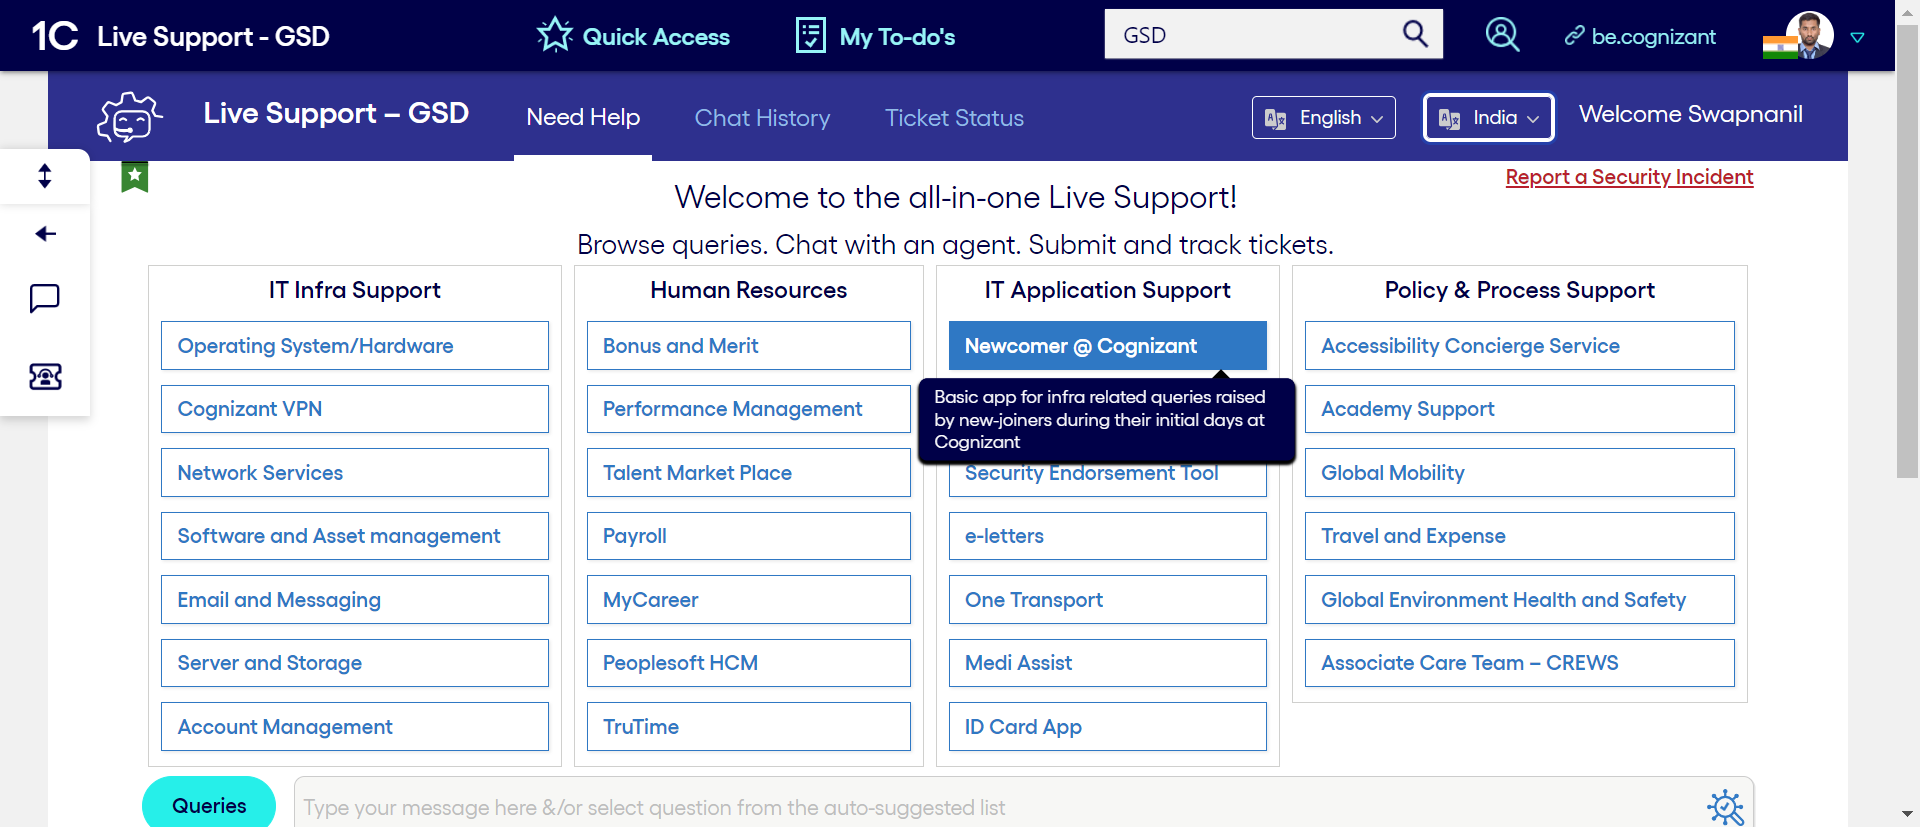 1C Live Support - GSD
Quick Access
My To-do's
GSD
be.cognizant
Live Support – GSD
Need Help
Chat History
Ticket Status
English
India
Welcome Swapnanil
Report a Security Incident
Welcome to the all-in-one Live Support!
Browse queries. Chat with an agent. Submit and track tickets.
IT Infra Support
Operating System/Hardware
Cognizant VPN
Network Services
Software and Asset management
Email and Messaging
Server and Storage
Account Management
Human Resources
Bonus and Merit
Performance Management
Talent Market Place
Payroll
MyCareer
Peoplesoft HCM
TruTime
IT Application Support
Newcomer @ Cognizant
Basic app for infra related queries raised
by new-joiners during their initial days at
Cognizant
Security Endorsement Tool
e-letters
One Transport
Medi Assist
ID Card App
Policy & Process Support
Accessibility Concierge Service
Academy Support
Global Mobility
Travel and Expense
Global Environment Health and Safety
Associate Care Team – CREWS
Queries
Type your message here &/or select question from the auto-suggested list